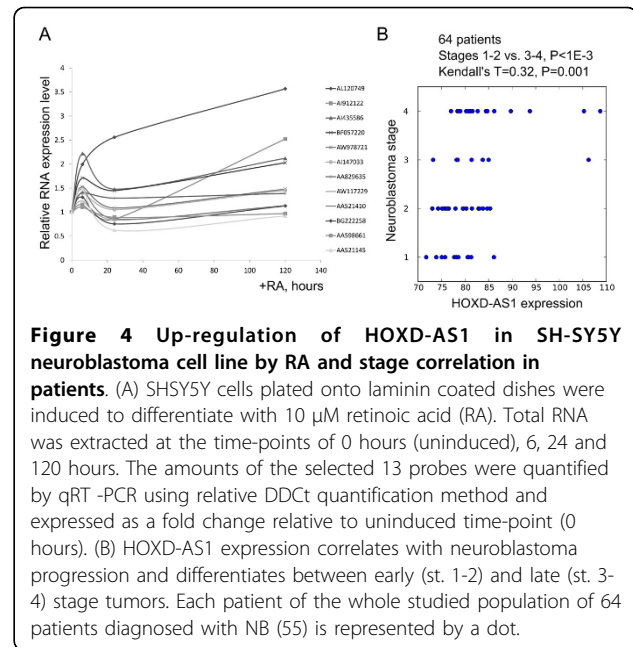 A
Relative RNA expression level
4
3.5
3
2.5
2
1.5
1
0.5
0
0 20 40 60 80 100 120 140
+RA, hours
AL120749
AI912122
AI435586
BF057220
AW978721
AI147033
AA829635
AW117229
AA521410
BG222258
AA598661
AA521145
B
64 patients
Stages 1-2 vs. 3-4, P<1E-3
Kendall's T=0.32, P=0.001
Neuroblastoma stage
4
3
2
1
70 75 80 85 90 95 100 105 110
HOXD-AS1 expression
Figure 4 Up-regulation of HOXD-AS1 in SH-SY5Y
neuroblastoma cell line by RA and stage correlation in
patients. (A) SHSY5Y cells plated onto laminin coated dishes were
induced to differentiate with 10 μM retinoic acid (RA). Total RNA
was extracted at the time-points of 0 hours (uninduced), 6, 24 and
120 hours. The amounts of the selected 13 probes were quantified
by qRT -PCR using relative DDCt quantification method and
expressed as a fold change relative to uninduced time-point (0
hours). (B) HOXD-AS1 expression correlates with neuroblastoma
progression and differentiates between early (st. 1-2) and late (st. 3-
4) stage tumors. Each patient of the whole studied population of 64
patients diagnosed with NB (55) is represented by a dot.